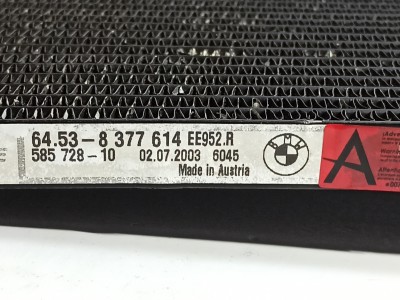 64.53-8 377 614 EE952.R
585 728-10 02.07.2003 6045
Made in Austria
A